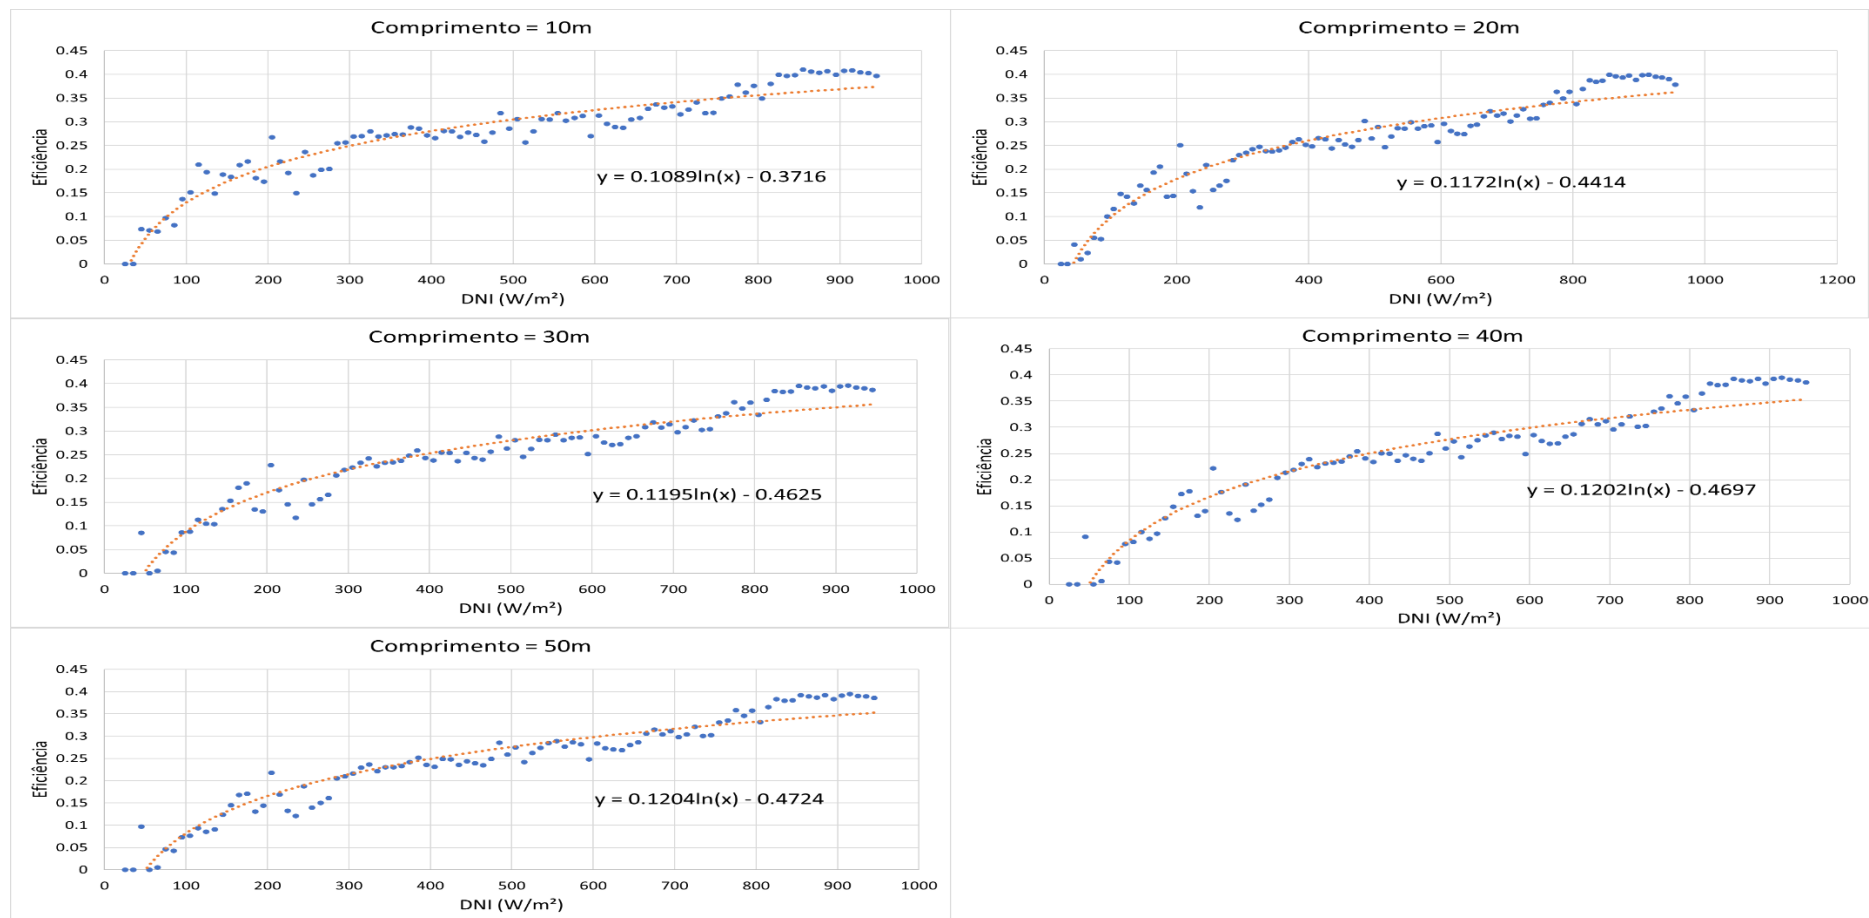 Comprimento = 10m
0.45
0.4
0.35
0.3
0.25
0.2
0.15
0.1
0.05
0
Eficiência
y = 0.1089ln(x) - 0.3716
0 100 200 300 400 500 600 700 800 900 1000
DNI (W/m²)
Comprimento = 20m
0.45
0.4
0.35
0.3
0.25
0.2
0.15
0.1
0.05
0
Eficiência
y = 0.1172ln(x) - 0.4414
0 200 400 600 800 1000 1200
DNI (W/m²)
Comprimento = 30m
0.45
0.4
0.35
0.3
0.25
0.2
0.15
0.1
0.05
0
Eficiência
y = 0.1195ln(x) - 0.4625
0 100 200 300 400 500 600 700 800 900 1000
DNI (W/m²)
Comprimento = 40m
0.45
0.4
0.35
0.3
0.25
0.2
0.15
0.1
0.05
0
Eficiência
y = 0.1202ln(x) - 0.4697
0 100 200 300 400 500 600 700 800 900 1000
DNI (W/m²)
Comprimento = 50m
0.45
0.4
0.35
0.3
0.25
0.2
0.15
0.1
0.05
0
Eficiência
y = 0.1204ln(x) - 0.4724
0 100 200 300 400 500 600 700 800 900 1000
DNI (W/m²)